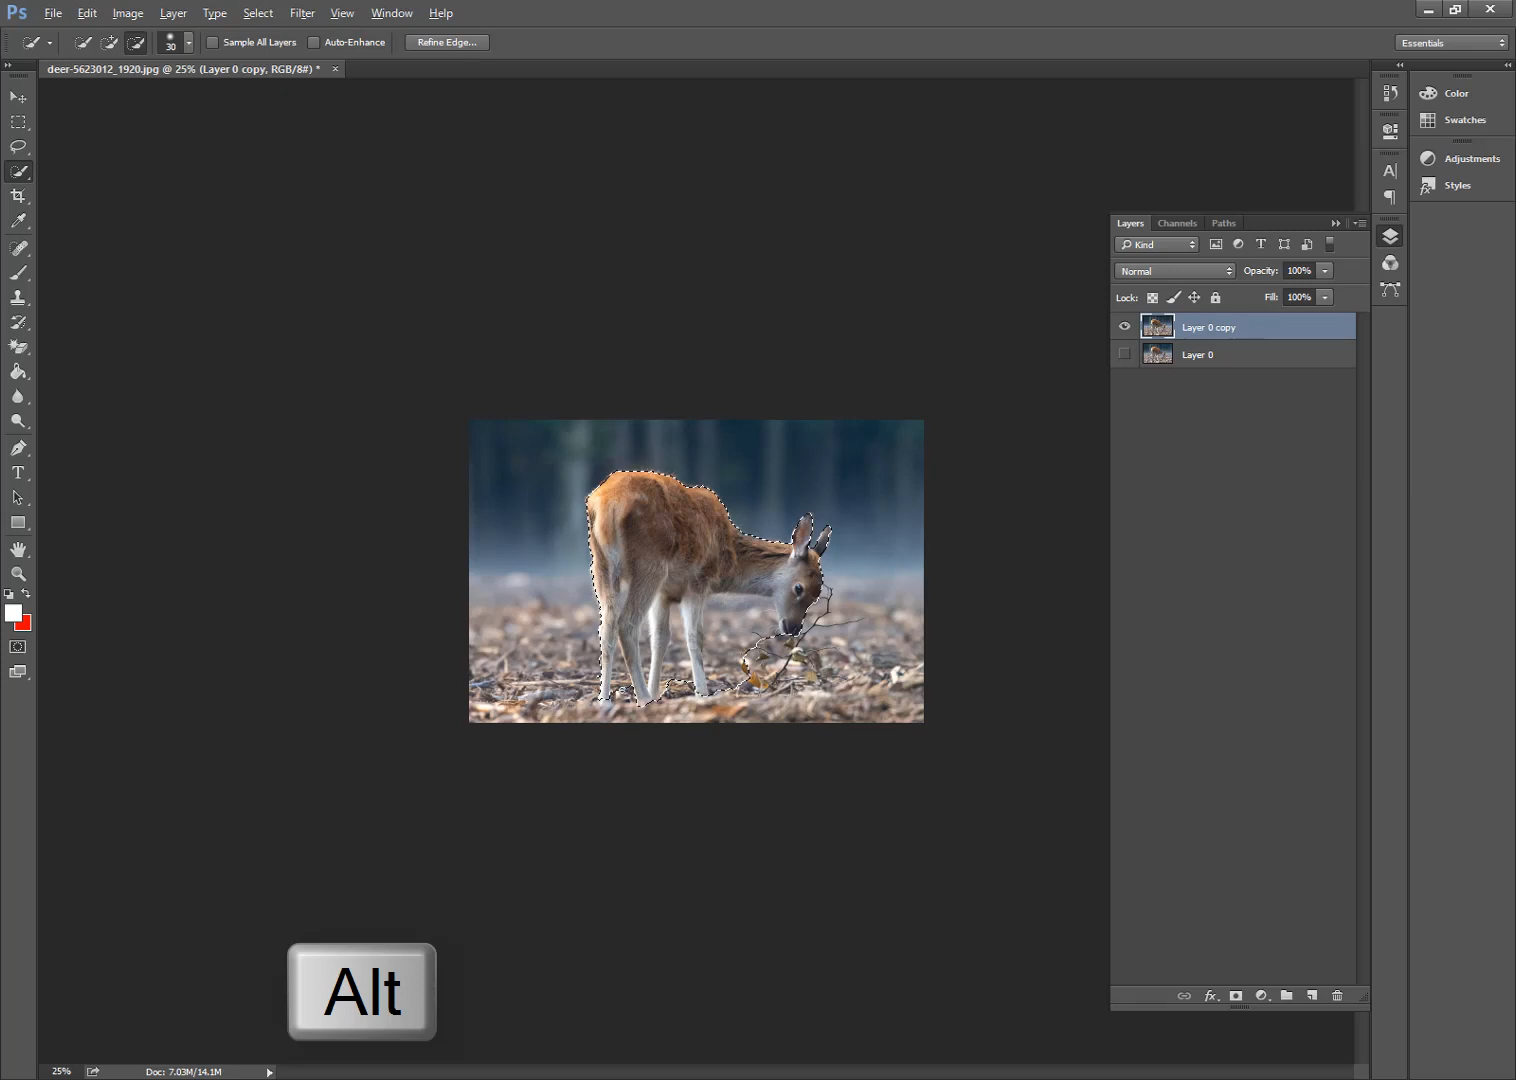 Ps File Edit Image Layer Type Select Filter View Window Help
30 Sample All Layers Auto-Enhance Refine Edge... Essentials
deer-5623012_1920.jpg @ 25% (Layer 0 copy, RGB/8#) * ×
Color
Swatches
Adjustments
Styles
Layers Channels Paths
Kind
Normal Opacity: 100%
Lock: Fill: 100%
Layer 0 copy
Layer 0
Alt
25% Doc: 7.03M/14.1M